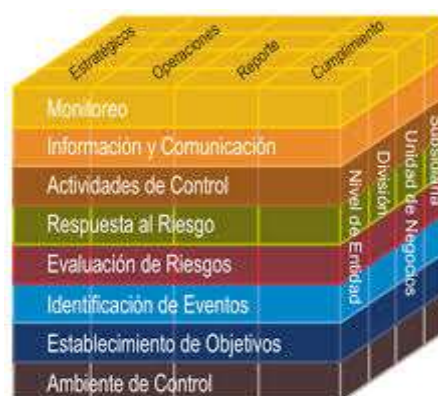 Estratégicos
Operaciones
Reporte
Cumplimiento
Monitoreo
Información y Comunicación
Actividades de Control
Respuesta al Riesgo
Evaluación de Riesgos
Identificación de Eventos
Establecimiento de Objetivos
Ambiente de Control
Nivel de Entidad
División
Unidad de Negocios
Subsidiaria